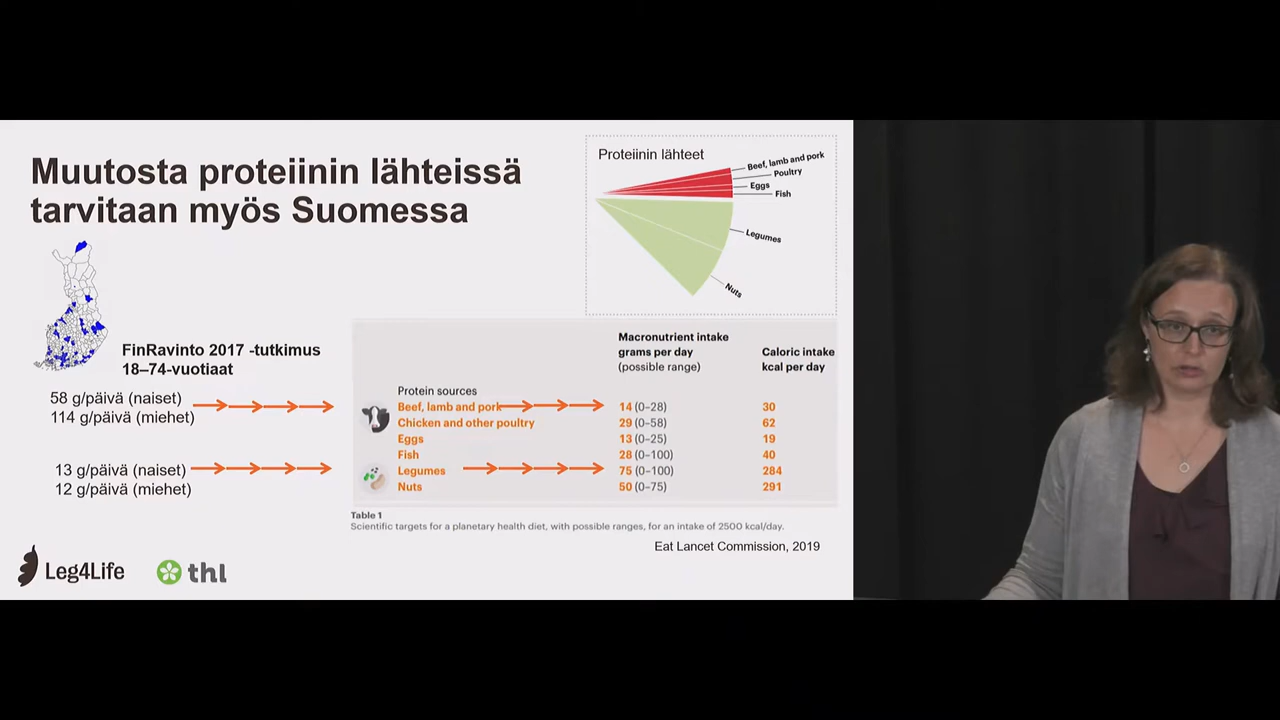 Muutosta proteiinin lähteissä
tarvitaan myös Suomessa
Proteiinin lähteet
Beef, lamb and pork
Poultry
Eggs
Fish
Legumes
Nuts
FinRavinto 2017 -tutkimus
18–74-vuotiaat
58 g/päivä (naiset)
114 g/päivä (miehet)
13 g/päivä (naiset)
12 g/päivä (miehet)
Macronutrient intake
grams per day
(possible range)
Caloric intake
kcal per day
Protein sources
Beef, lamb and pork 14 (0–28) 30
Chicken and other poultry 29 (0–58) 62
Eggs 13 (0–25) 19
Fish 28 (0–100) 40
Legumes 75 (0–100) 284
Nuts 50 (0–75) 291
Table 1
Scientific targets for a planetary health diet, with possible ranges, for an intake of 2500 kcal/day.
Eat Lancet Commission, 2019
Leg4Life
thl